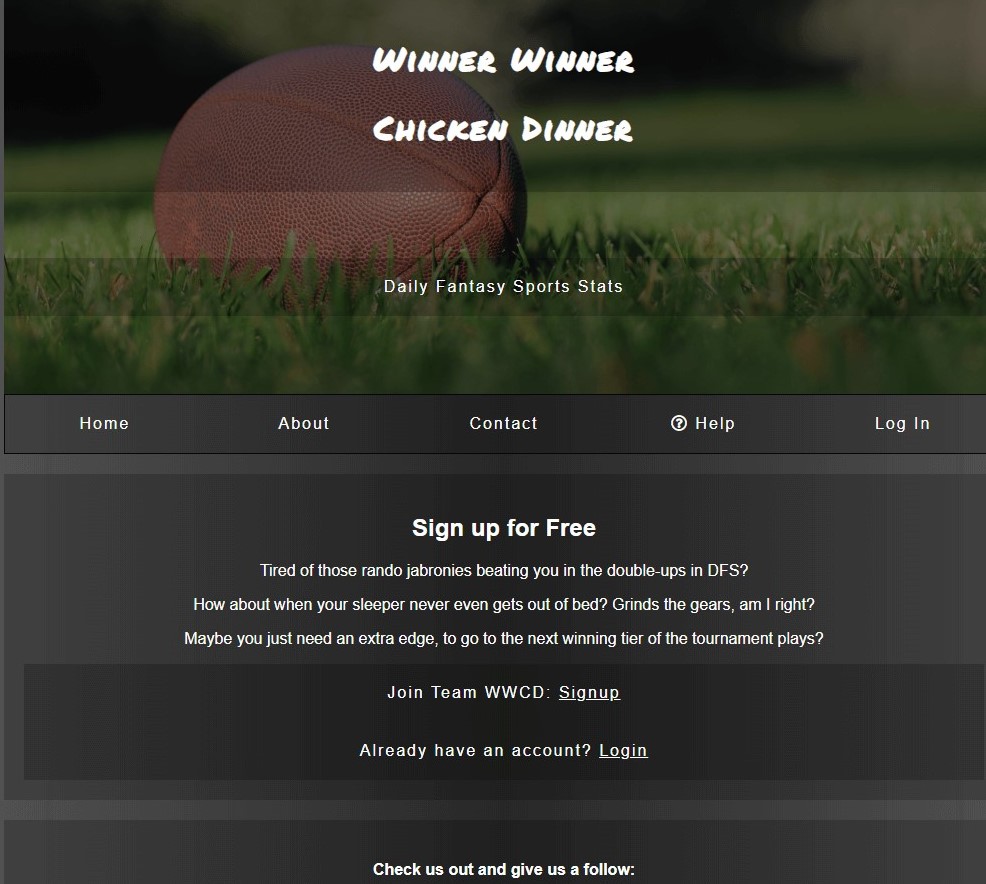 Winner Winner
Chicken Dinner
Daily Fantasy Sports Stats
Home About Contact Help Log In
Sign up for Free
Tired of those rando jabronies beating you in the double-ups in DFS?
How about when your sleeper never even gets out of bed? Grinds the gears, am I right?
Maybe you just need an extra edge, to go to the next winning tier of the tournament plays?
Join Team WWCD: Signup
Already have an account? Login
Check us out and give us a follow: